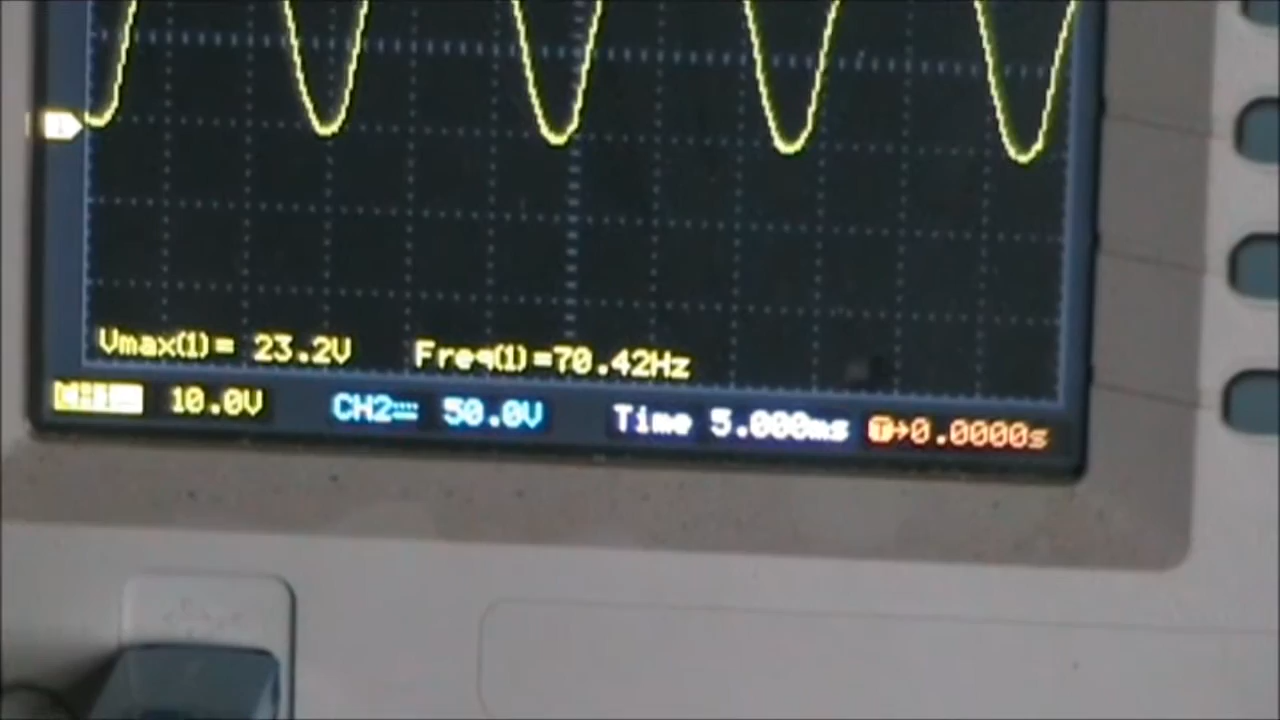 Vmax(1)= 23.2V Freq(1)=70.42Hz
10.0V CH2 50.0V Time 5.000ms T→0.0000s